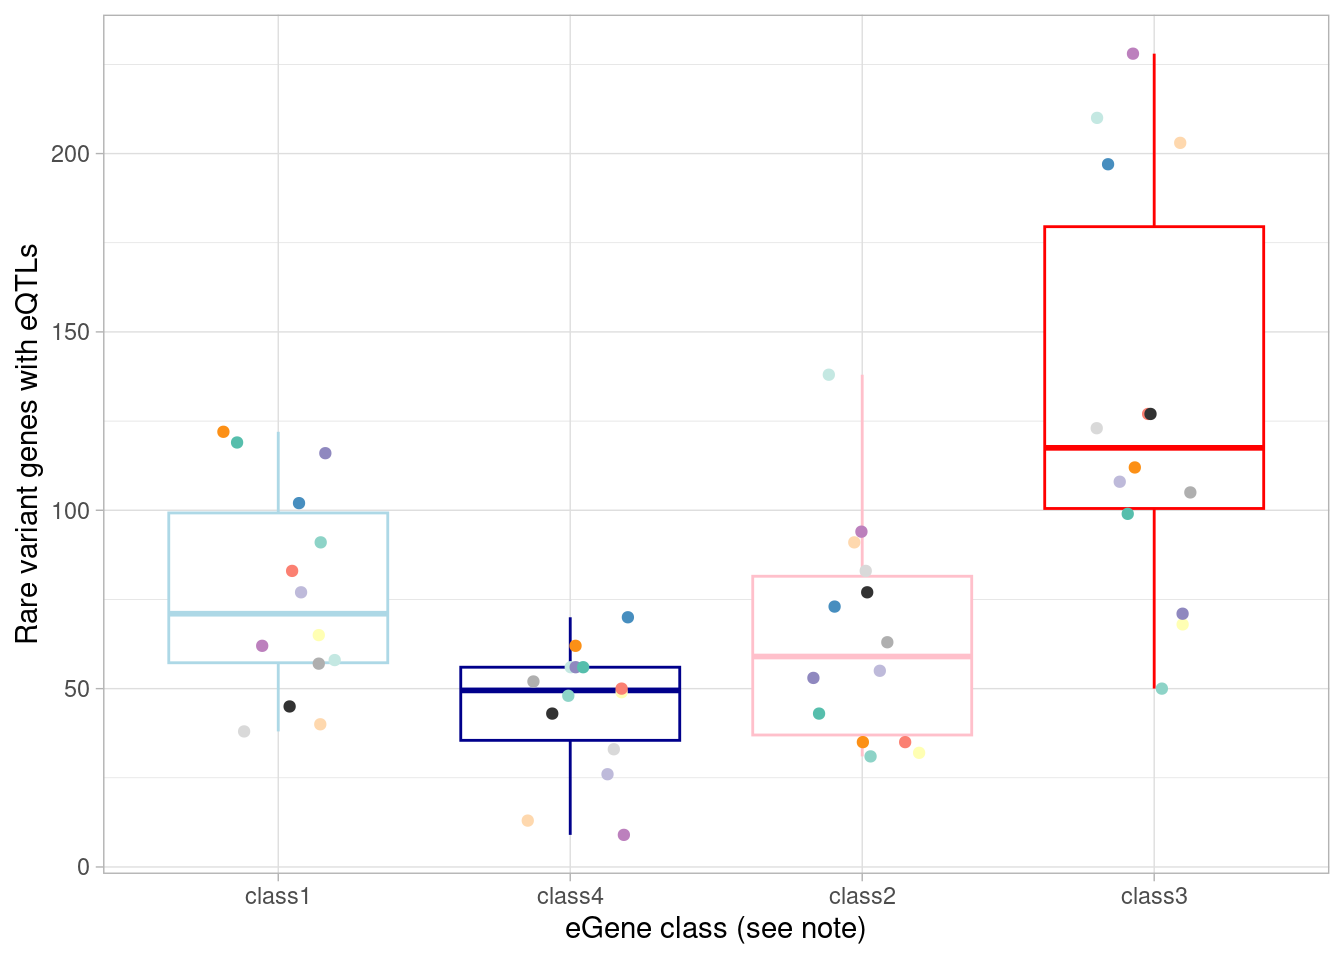 Rare variant genes with eQTLs
200
150
100
50
0
class1 class4 class2 class3
eGene class (see note)